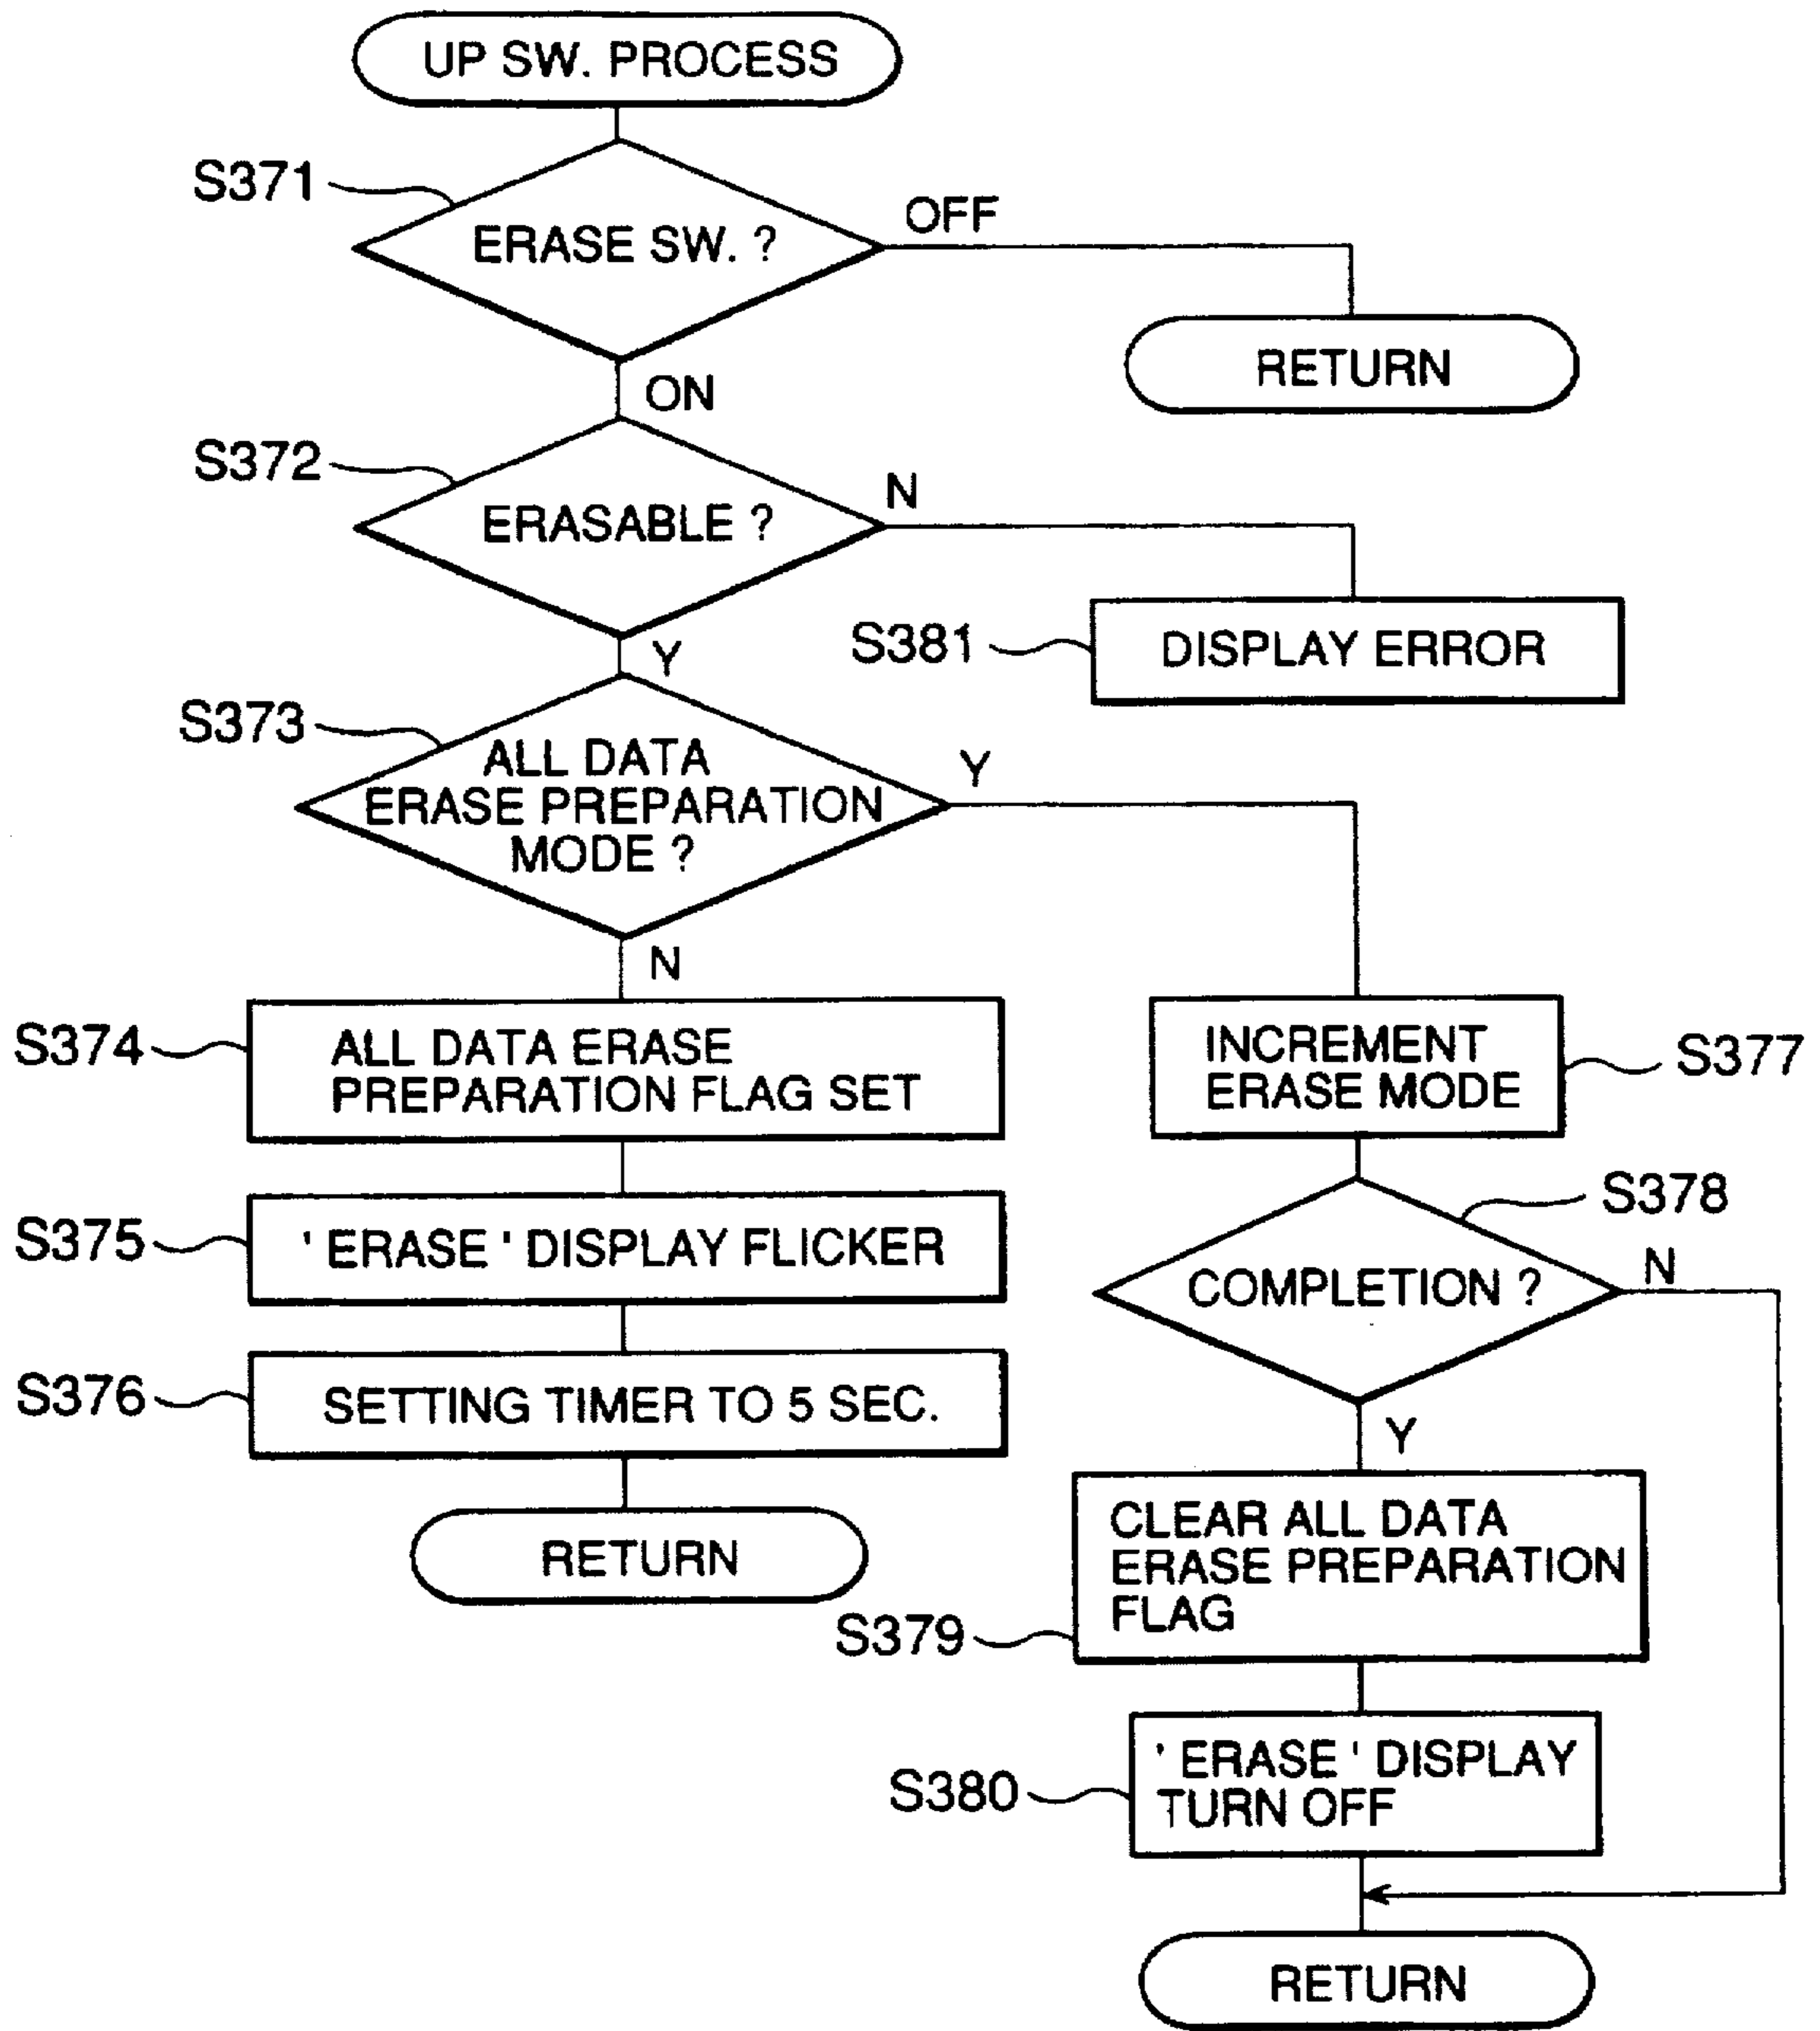 UP SW. PROCESS
S371
ERASE SW. ?
OFF
RETURN
ON
S372
ERASABLE ?
N
S381
DISPLAY ERROR
Y
S373
ALL DATA
ERASE PREPARATION
MODE ?
Y
N
S374
ALL DATA ERASE
PREPARATION FLAG SET
INCREMENT
ERASE MODE
S377
S375
' ERASE ' DISPLAY FLICKER
S378
COMPLETION ?
N
S376
SETTING TIMER TO 5 SEC.
Y
RETURN
CLEAR ALL DATA
ERASE PREPARATION
FLAG
S379
' ERASE ' DISPLAY
TURN OFF
S380
RETURN